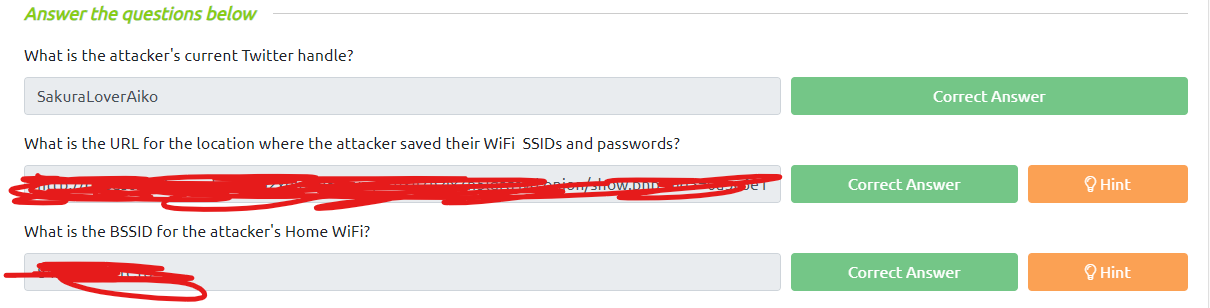 Answer the questions below
What is the attacker's current Twitter handle?
SakuraLoverAiko Correct Answer
What is the URL for the location where the attacker saved their WiFi SSIDs and passwords?
Correct Answer Hint
What is the BSSID for the attacker's Home WiFi?
Correct Answer Hint